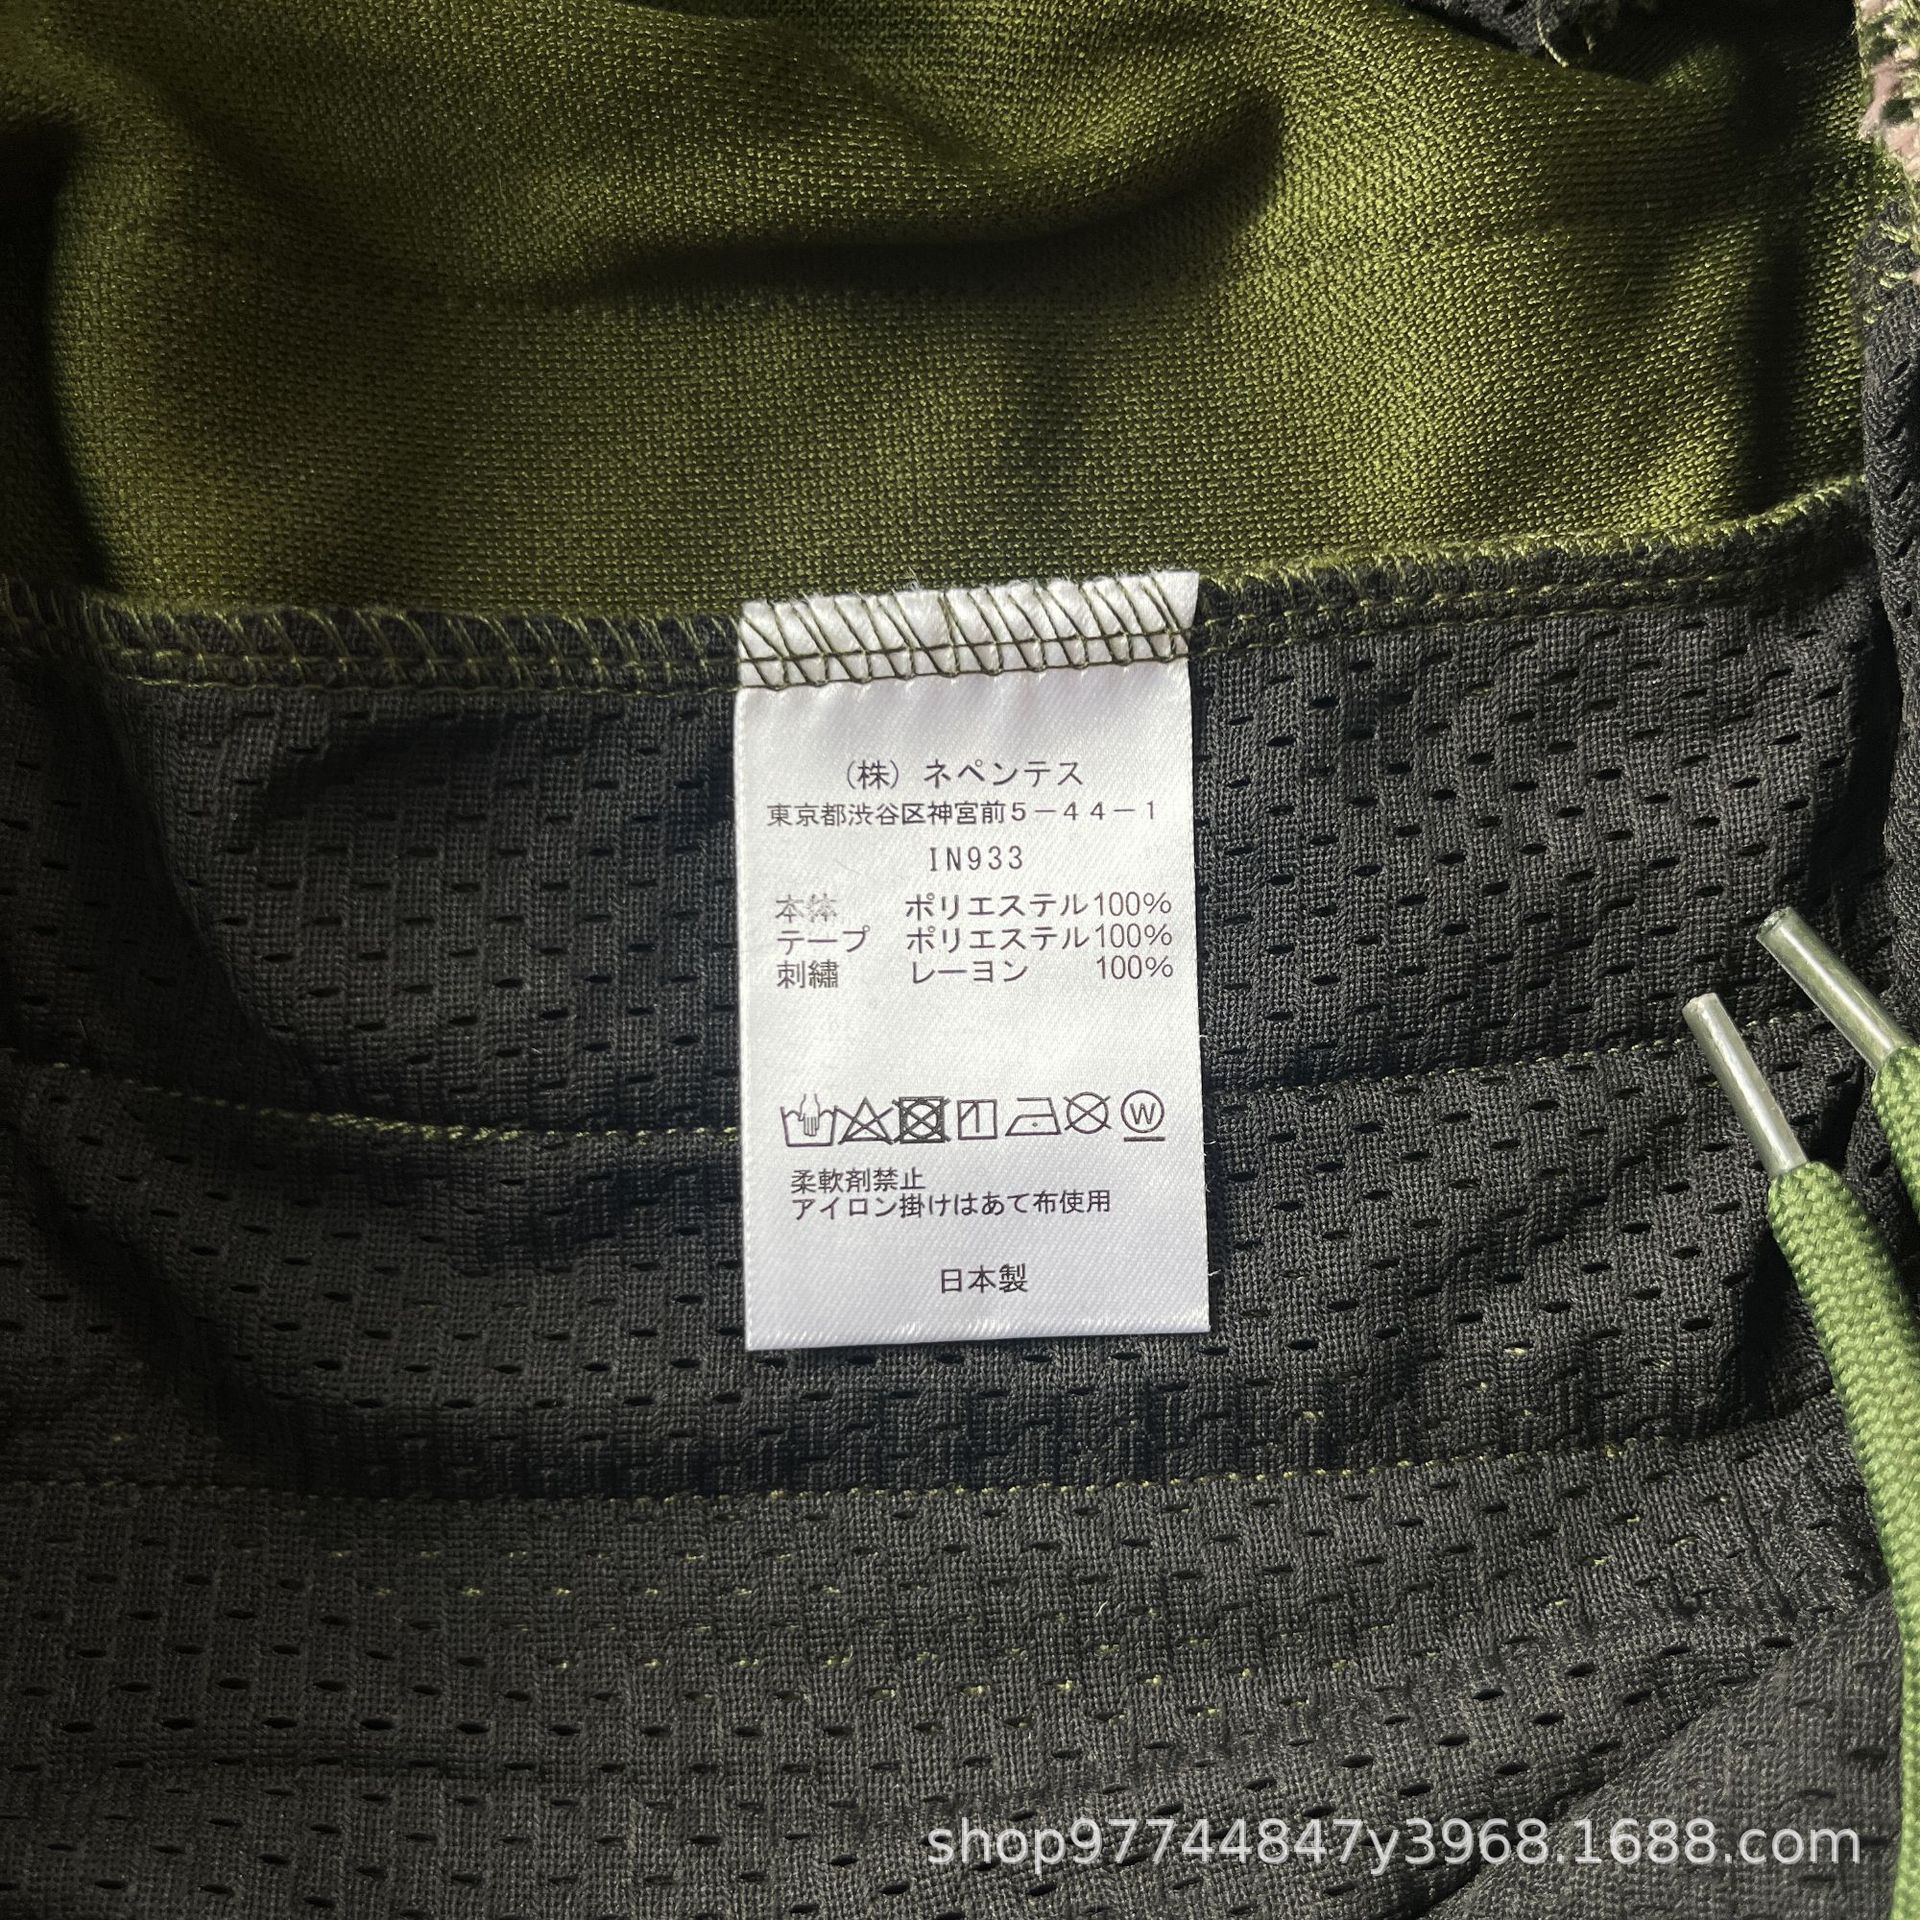 （株）ネペンテス
東京都渋谷区神宮前５－４４－１
IN933
本体 ポリエステル100%
テープ ポリエステル100%
刺繡 レーヨン 100%
W
柔軟剤禁止
アイロン掛けはあて布使用
日本製
shop97744847y3968.1688.com